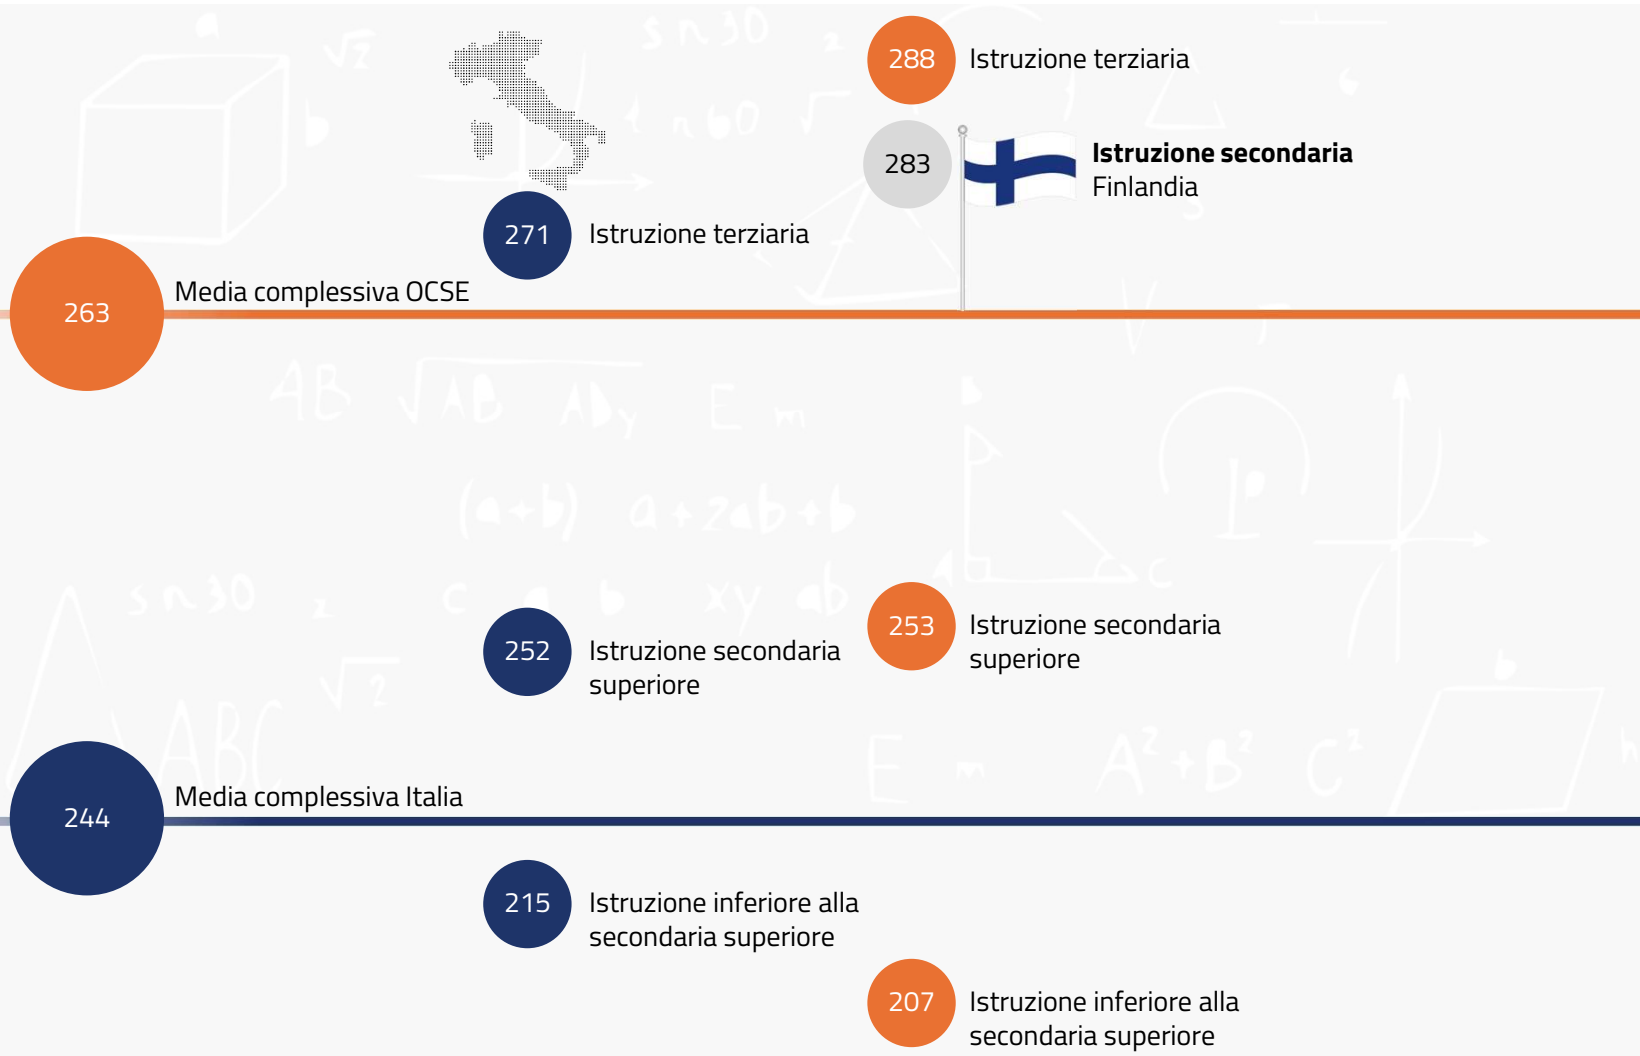 288
Istruzione terziaria
283
Istruzione secondaria
Finlandia
271
Istruzione terziaria
263
Media complessiva OCSE
253
Istruzione secondaria
superiore
252
Istruzione secondaria
superiore
244
Media complessiva Italia
215
Istruzione inferiore alla
secondaria superiore
207
Istruzione inferiore alla
secondaria superiore